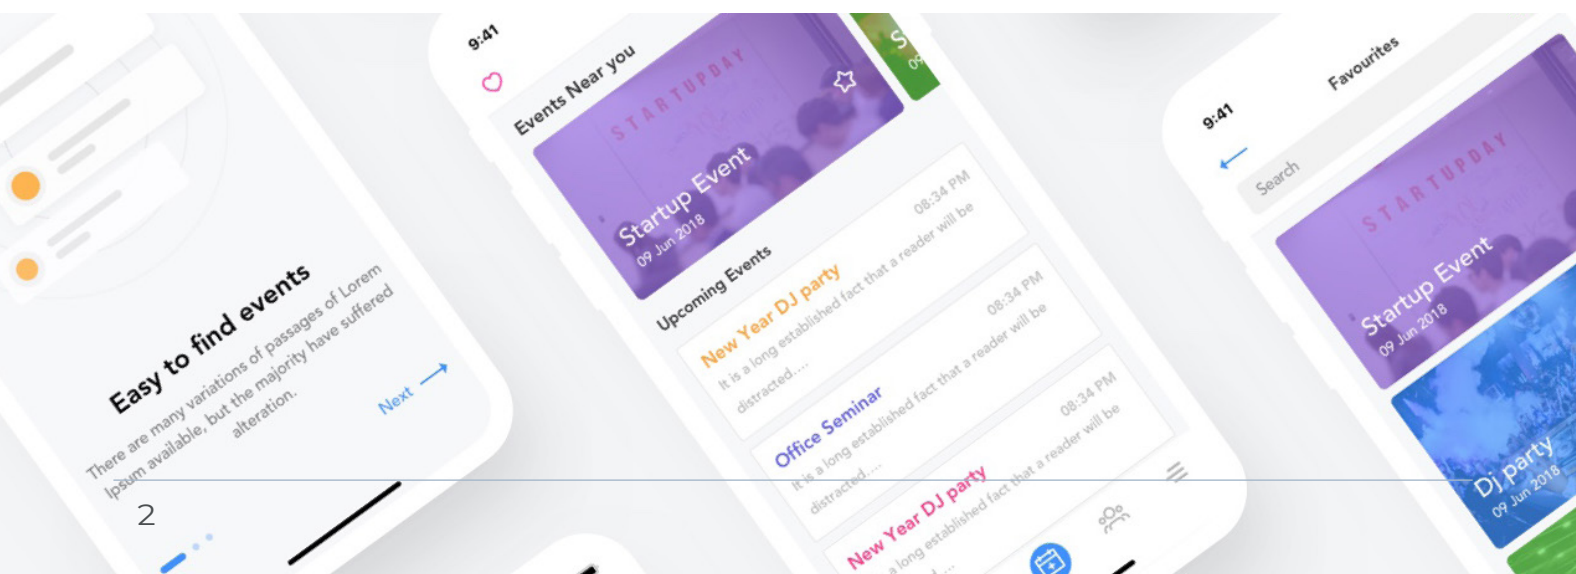 Easy to find events
There are many variations of passages of Lorem
Ipsum available, but the majority have suffered
alteration.
Next
2
9:41
Events Near you
STARTUPDAY
Startup Event
09 Jun 2018
S
09
Upcoming Events
New Year DJ party
08:34 PM
It is a long established fact that a reader will be
distracted....
Office Seminar
08:34 PM
It is a long established fact that a reader will be
distracted....
New Year DJ party
08:34 PM
a long established fact that a reader will be
9:41
Favourites
Search
STARTUPDAY
Startup Event
09 Jun 2018
Dj party
09 Jun 2018